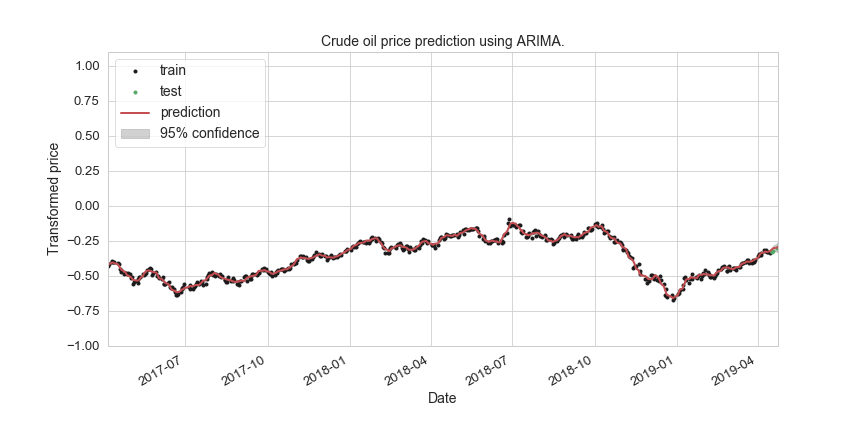 Crude oil price prediction using ARIMA.
train
test
prediction
95% confidence
Transformed price
1.00
0.75
0.50
0.25
0.00
−0.25
−0.50
−0.75
−1.00
2017-07
2017-10
2018-01
2018-04
2018-07
2018-10
2019-01
2019-04
Date